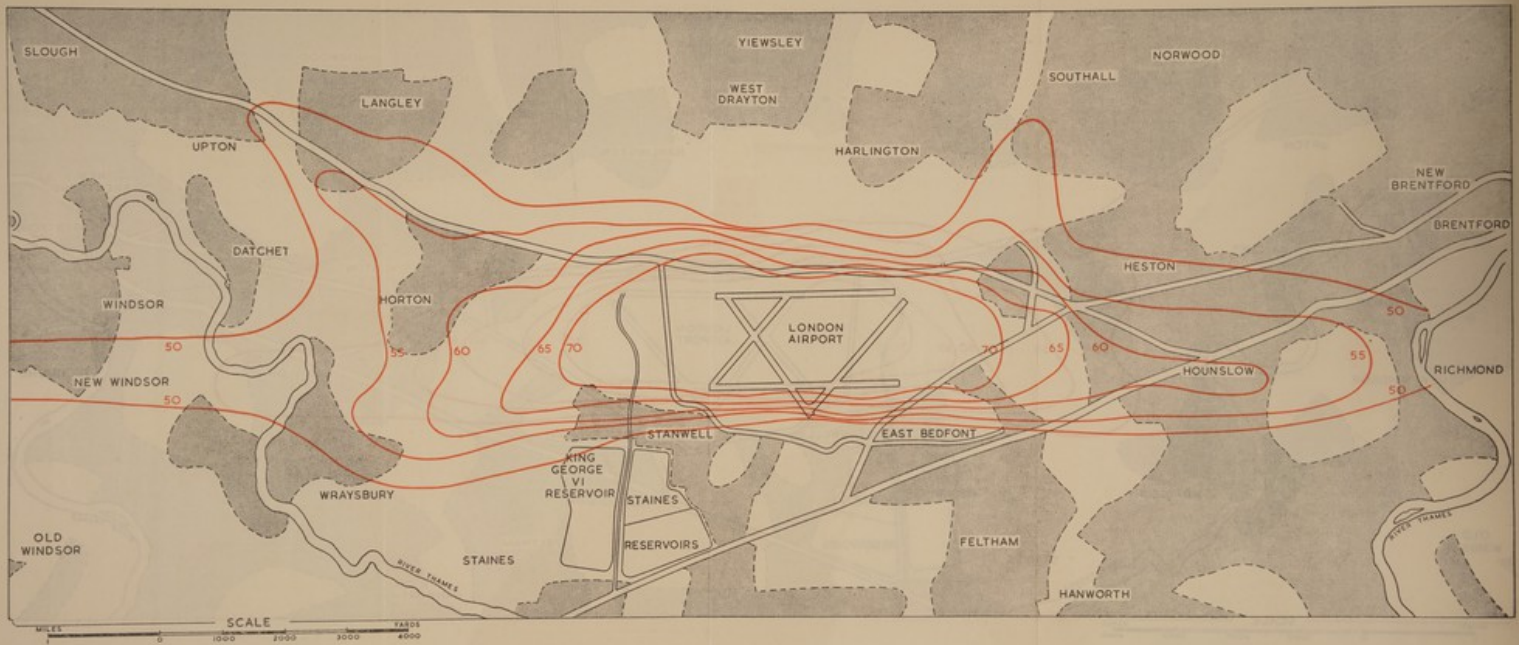 SLOUGH
YIEWSLEY
NORWOOD
SOUTHALL
LANGLEY
WEST
DRAYTON
UPTON
HARLINGTON
NEW
BRENTFORD
BRENTFORD
DATCHET
HESTON
WINDSOR
HORTON
LONDON
AIRPORT
50
50
55
60
65
70
70
65
60
55
NEW WINDSOR
HOUNSLOW
RICHMOND
50
50
STANWELL
EAST BEDFONT
KING
GEORGE
VI
RESERVOIR
STAINES
RESERVOIRS
WRAYSBURY
OLD
WINDSOR
STAINES
RIVER THAMES
FELTHAM
RIVER THAMES
HANWORTH
SCALE
MILES
YARDS
1
0
1000
2000
3000
4000